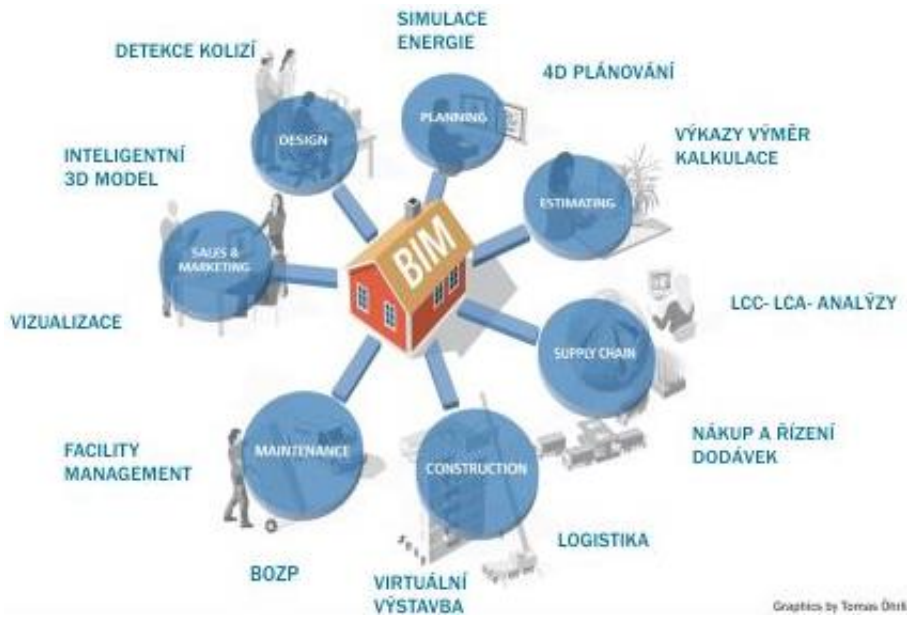 SIMULACE
ENERGIE
DETEKCE KOLIZÍ
4D PLÁNOVÁNÍ
PLANNING
DESIGN
VÝKAZY VÝMĚR
KALKULACE
INTELIGENTNÍ
3D MODEL
ESTIMATING
SALES &
MARKETING
BIM
LCC- LCA- ANALÝZY
VIZUALIZACE
SUPPLY CHAIN
NÁKUP A ŘÍZENÍ
DODÁVEK
FACILITY
MANAGEMENT
MAINTENANCE
CONSTRUCTION
LOGISTIKA
BOZP
VIRTUÁLNÍ
VÝSTAVBA
Graphics by Tomas